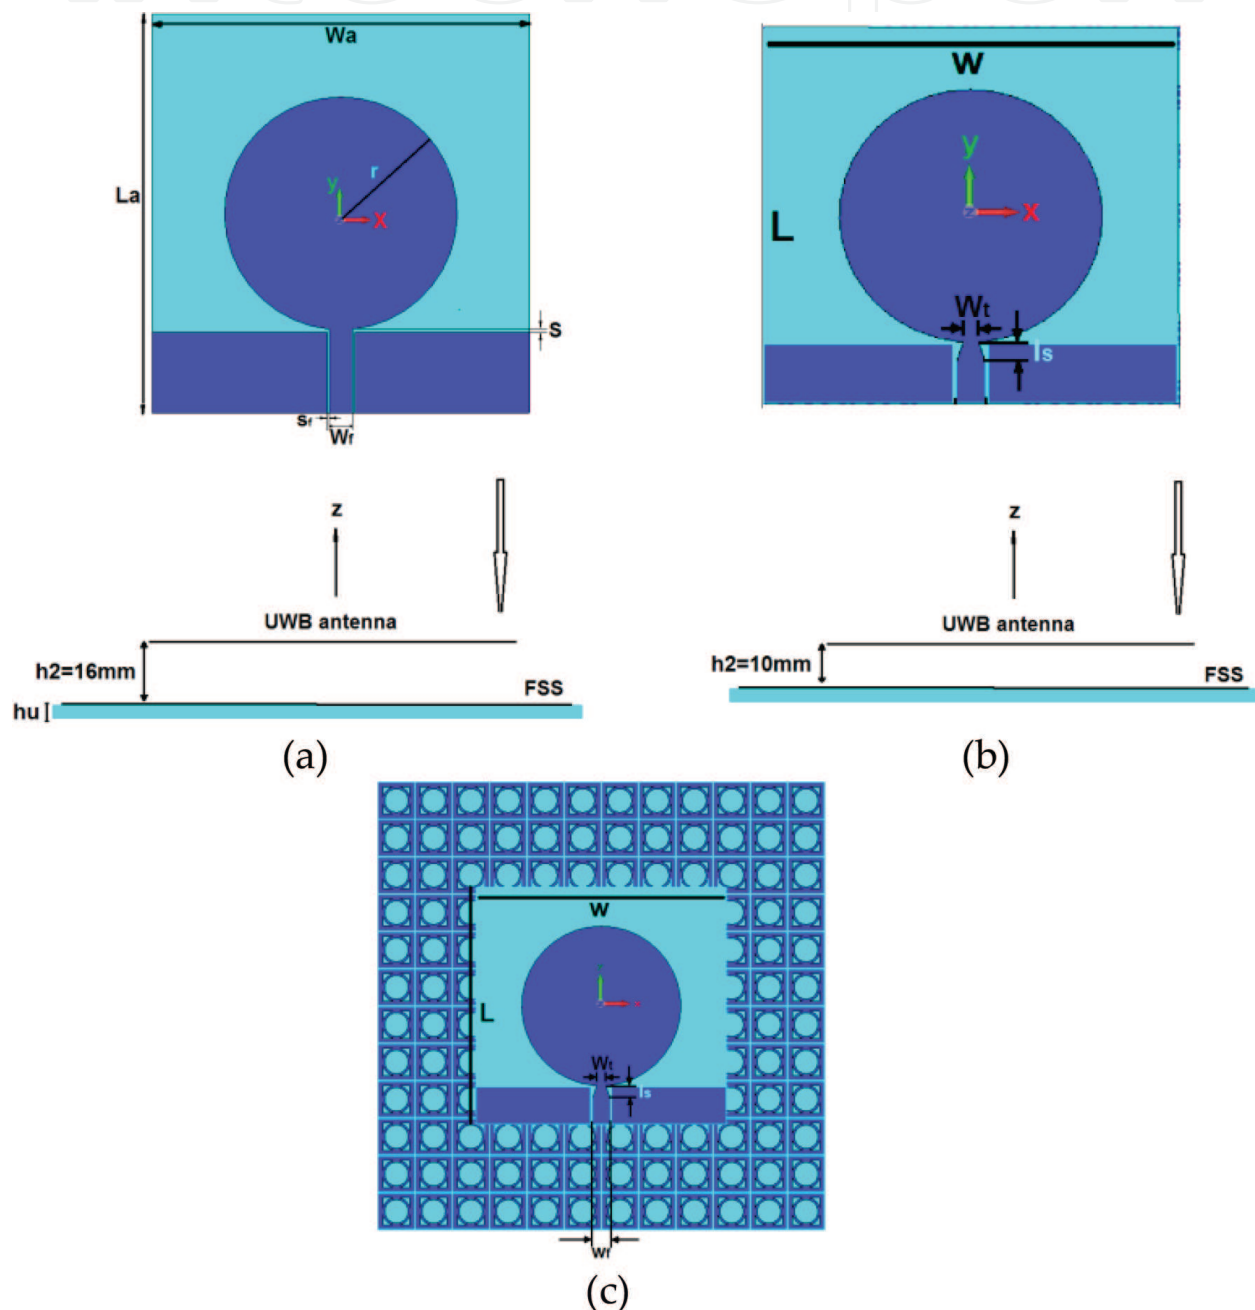 Wa
La
r
y
x
S
Sf
Wf
W
L
y
z
x
Wt
ls
z
UWB antenna
h2=16mm
FSS
hu
z
UWB antenna
h2=10mm
FSS
(a)
(b)
W
L
Wt
ls
wf
(c)